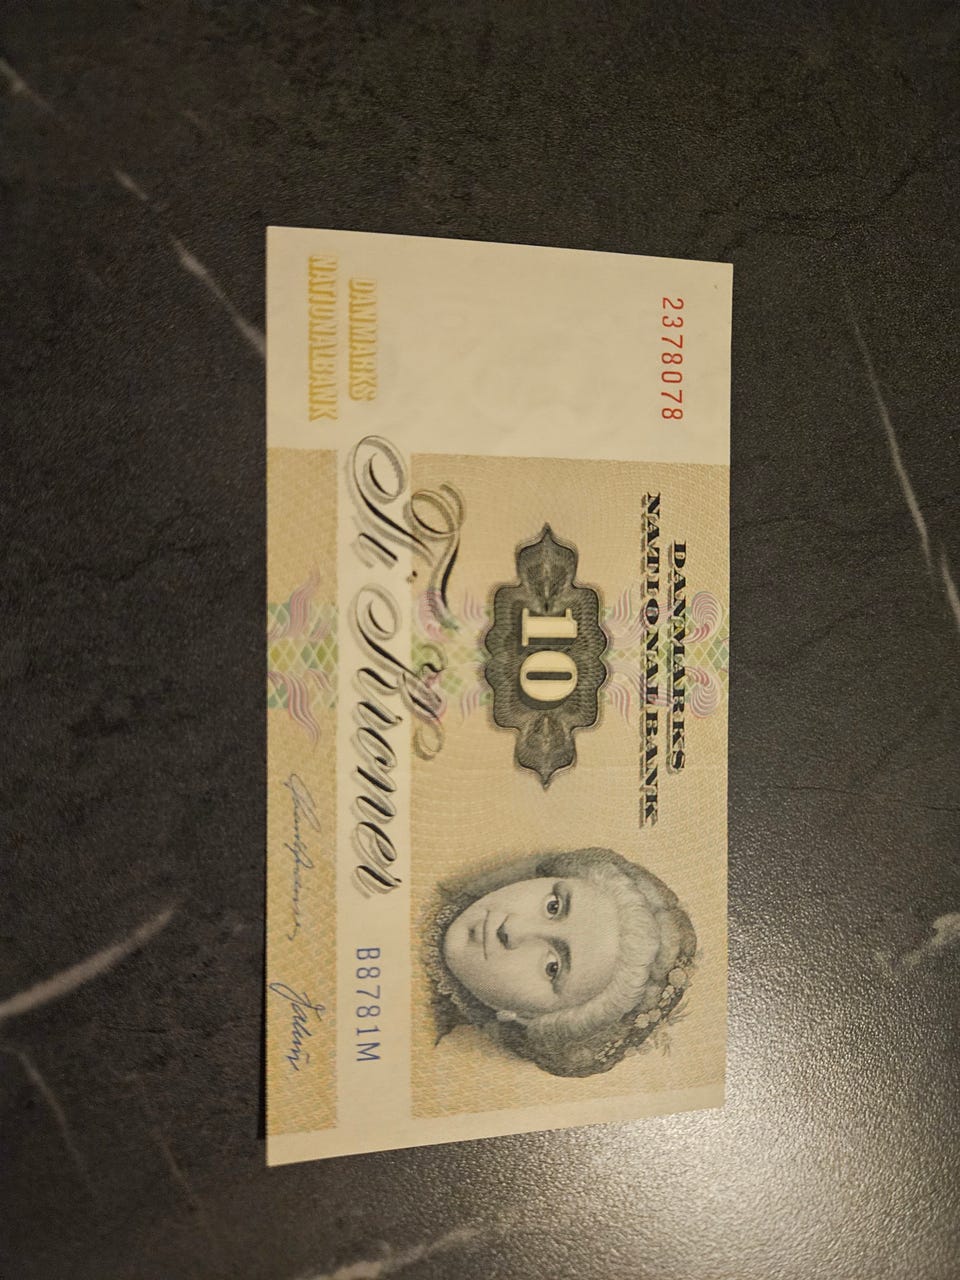 2378078
DANMARKS
NATIONALBANK
10
DANMARKS
NATIONALBANK
Ti Kroner
B8781M